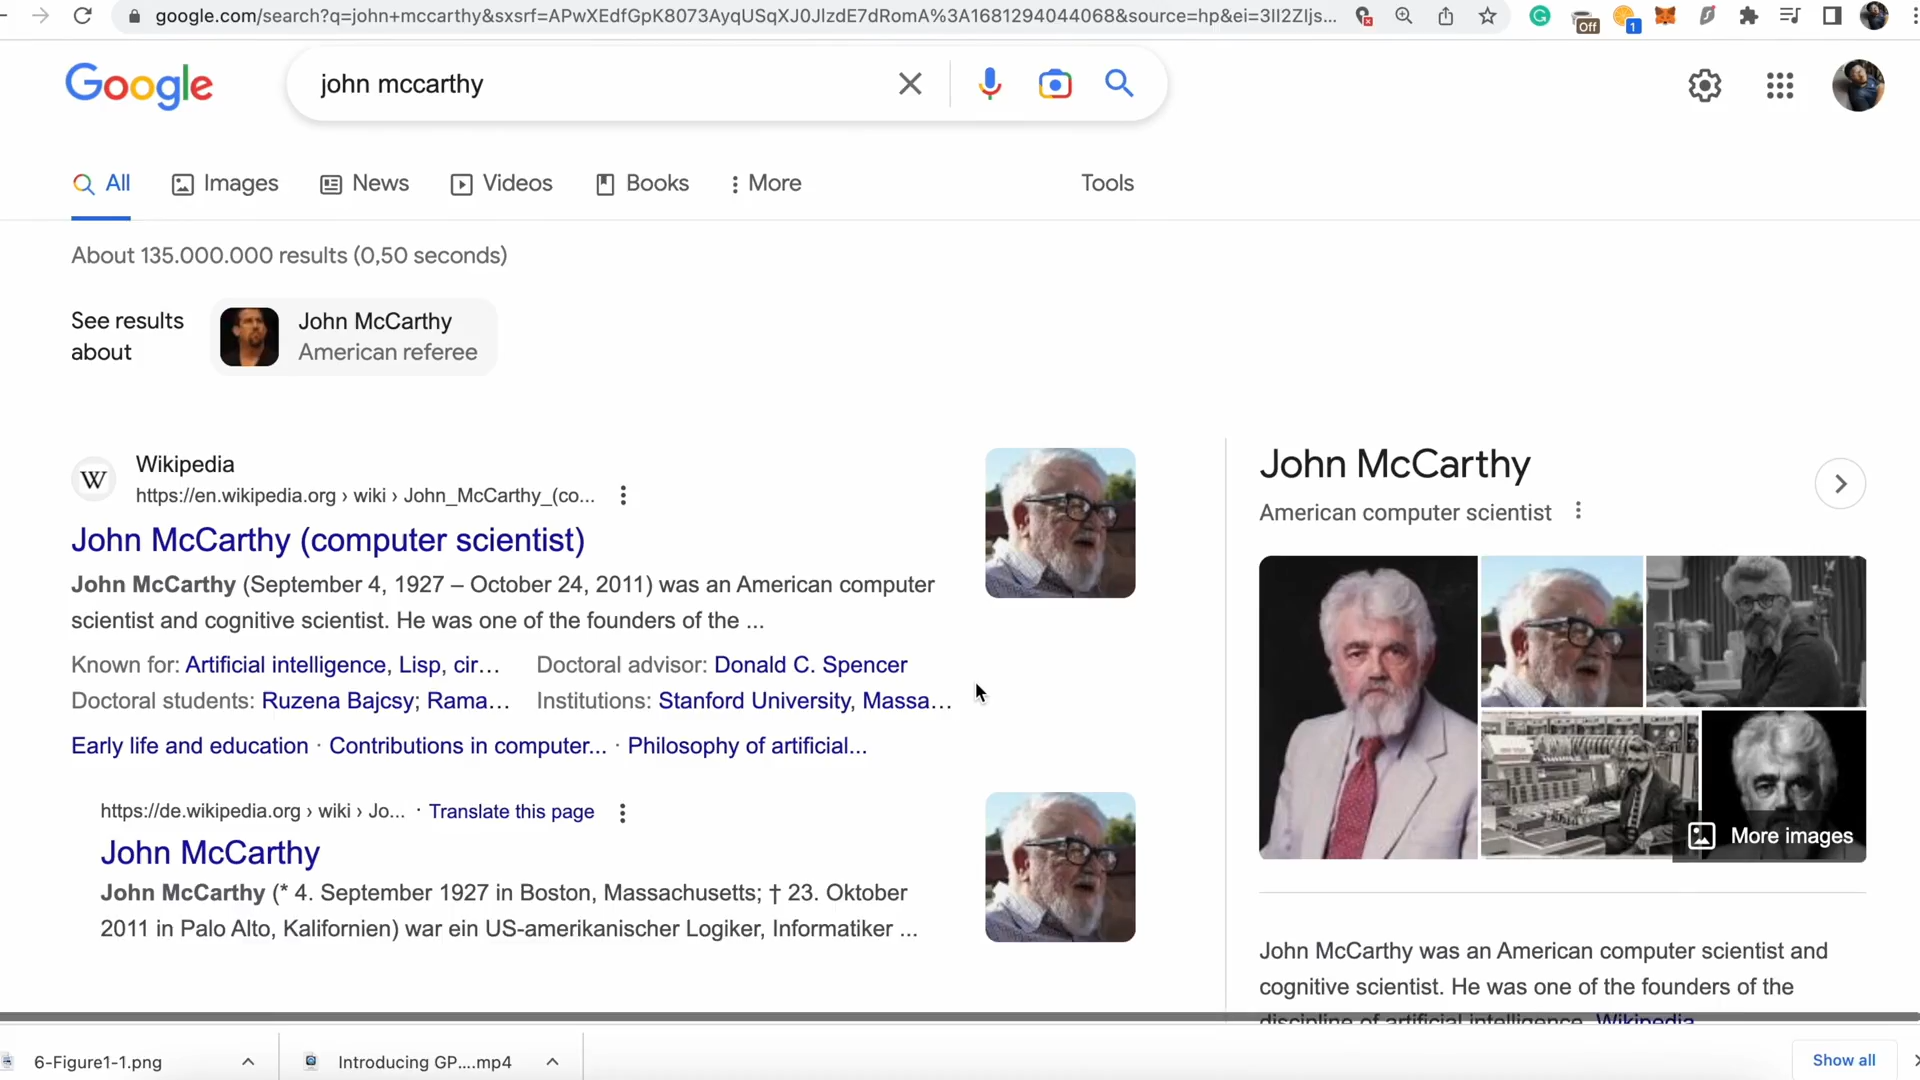 google.com/search?q=john+mccarthy&sxsrf=APwXEdfGpK8073AyqUSqXJ0JlzdE7dRomA%3A1681294044068&source=hp&ei=3Il2ZIjs...
Off
1
Google
john mccarthy
All
Images
News
Videos
Books
More
Tools
About 135.000.000 results (0,50 seconds)
See results
about
John McCarthy
American referee
W
Wikipedia
https://en.wikipedia.org › wiki › John_McCarthy_(co...
John McCarthy (computer scientist)
John McCarthy (September 4, 1927 – October 24, 2011) was an American computer
scientist and cognitive scientist. He was one of the founders of the ...
Known for: Artificial intelligence, Lisp, cir...
Doctoral advisor: Donald C. Spencer
Doctoral students: Ruzena Bajcsy; Rama...
Institutions: Stanford University, Massa...
Early life and education · Contributions in computer... · Philosophy of artificial...
https://de.wikipedia.org › wiki › Jo... · Translate this page
John McCarthy
John McCarthy (* 4. September 1927 in Boston, Massachusetts; † 23. Oktober
2011 in Palo Alto, Kalifornien) war ein US-amerikanischer Logiker, Informatiker ...
John McCarthy
American computer scientist
More images
John McCarthy was an American computer scientist and
cognitive scientist. He was one of the founders of the
discipline of artificial intelligence. Wikipedia
6-Figure1-1.png
Introducing GP....mp4
Show all